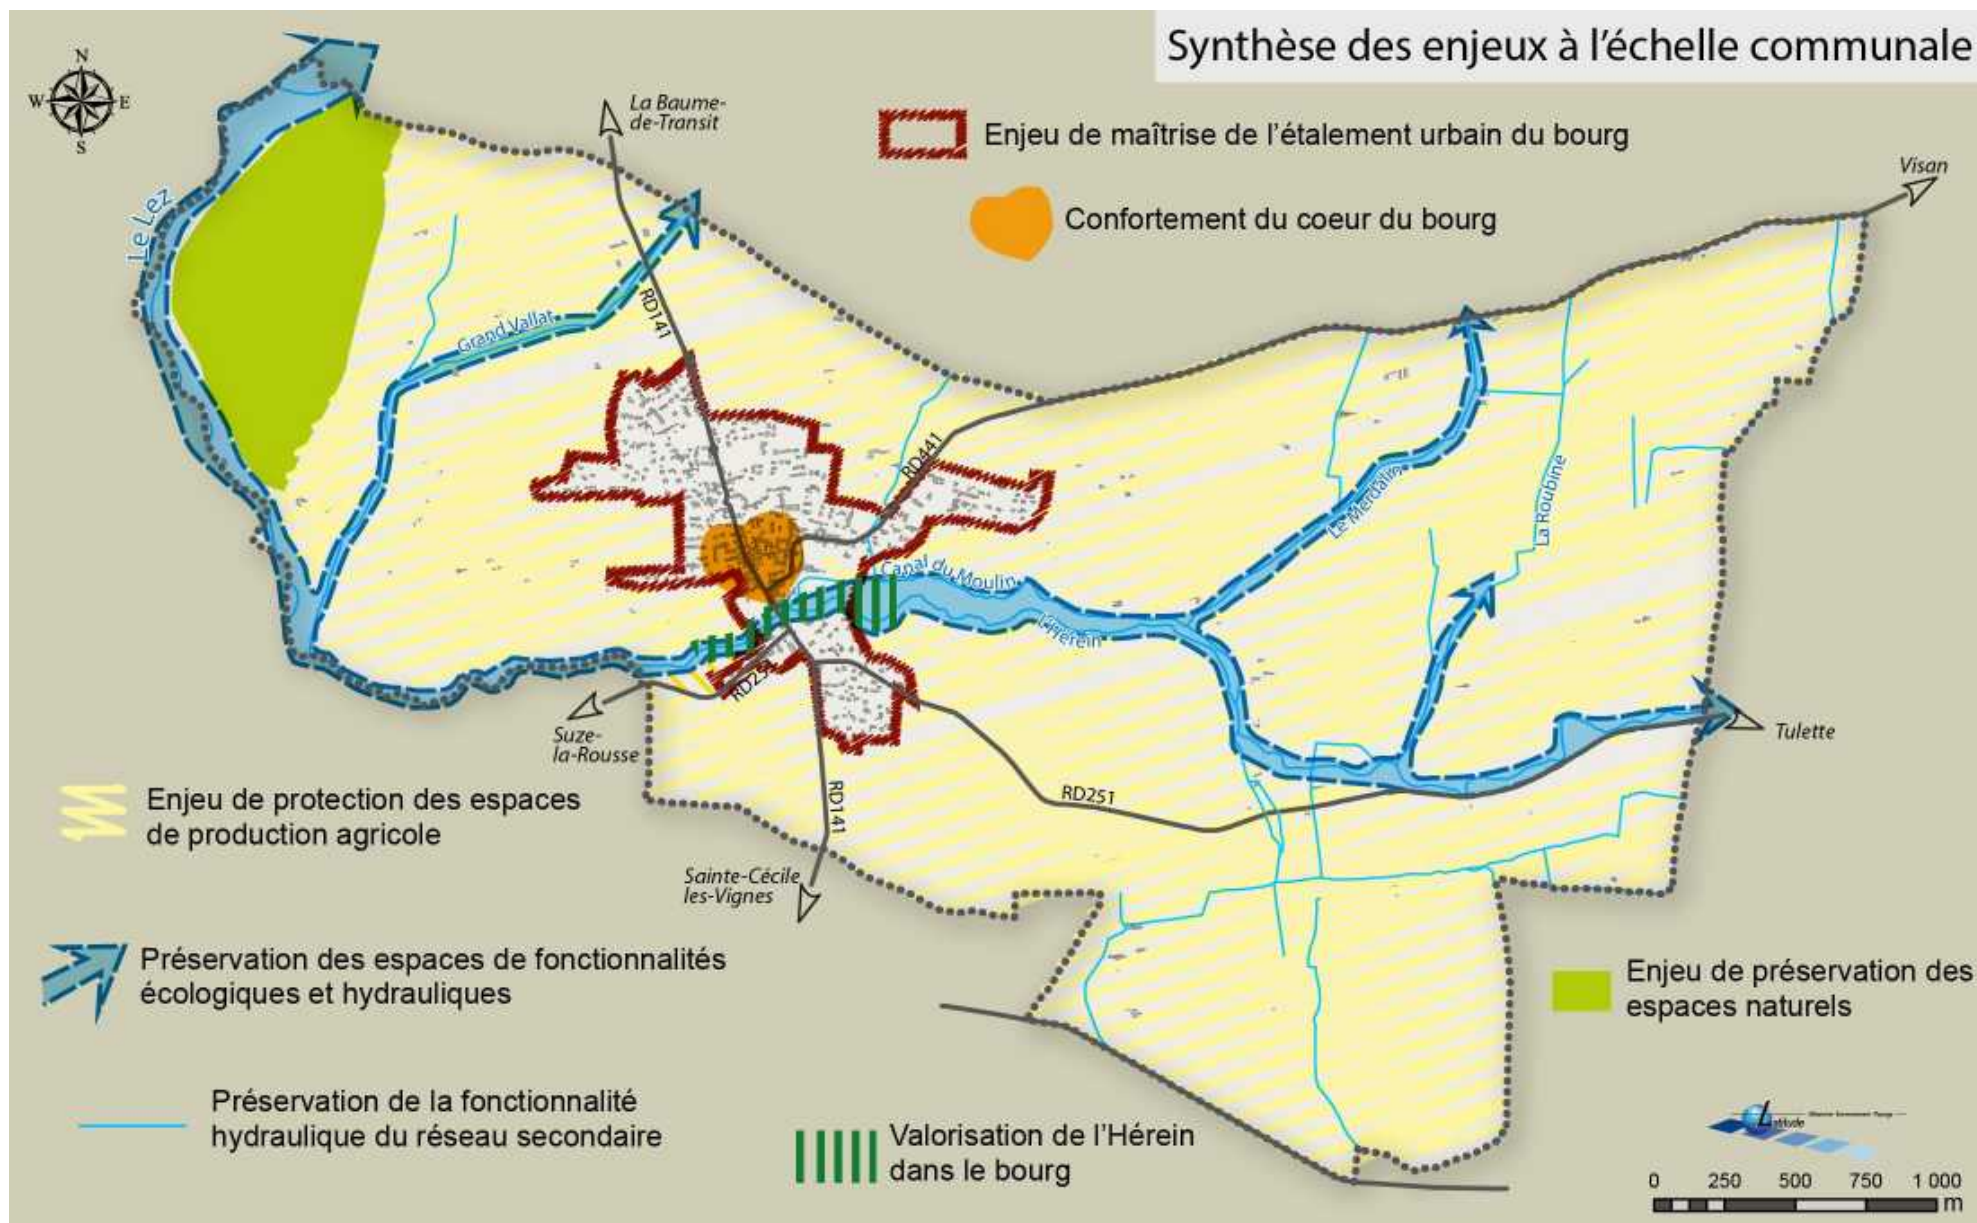 Synthèse des enjeux à l'échelle communale
N
W
E
S
La Baume-
de-Transit
Enjeu de maîtrise de l'étalement urbain du bourg
Visan
Confortement du coeur du bourg
Le Lez
RD141
Grand Vallat
RD441
Le Merdalin
La Roubine
Canal du Moulin
L'Hérein
RD251
Suze-
la-Rousse
Tulette
RD251
RD141
Enjeu de protection des espaces
de production agricole
Sainte-Cécile
les-Vignes
Préservation des espaces de fonctionnalités
écologiques et hydrauliques
Enjeu de préservation des
espaces naturels
Préservation de la fonctionnalité
hydraulique du réseau secondaire
Valorisation de l'Hérein
dans le bourg
Latitude
0 250 500 750 1 000
m